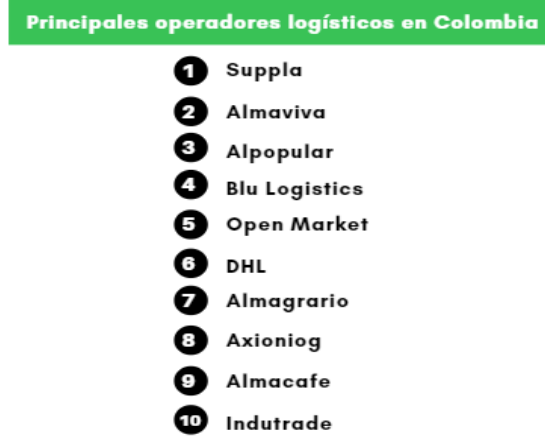 Principales operadores logísticos en Colombia
1 Suppla
2 Almaviva
3 Alpopular
4 Blu Logistics
5 Open Market
6 DHL
7 Almagrario
8 Axioniog
9 Almacafe
10 Indutrade